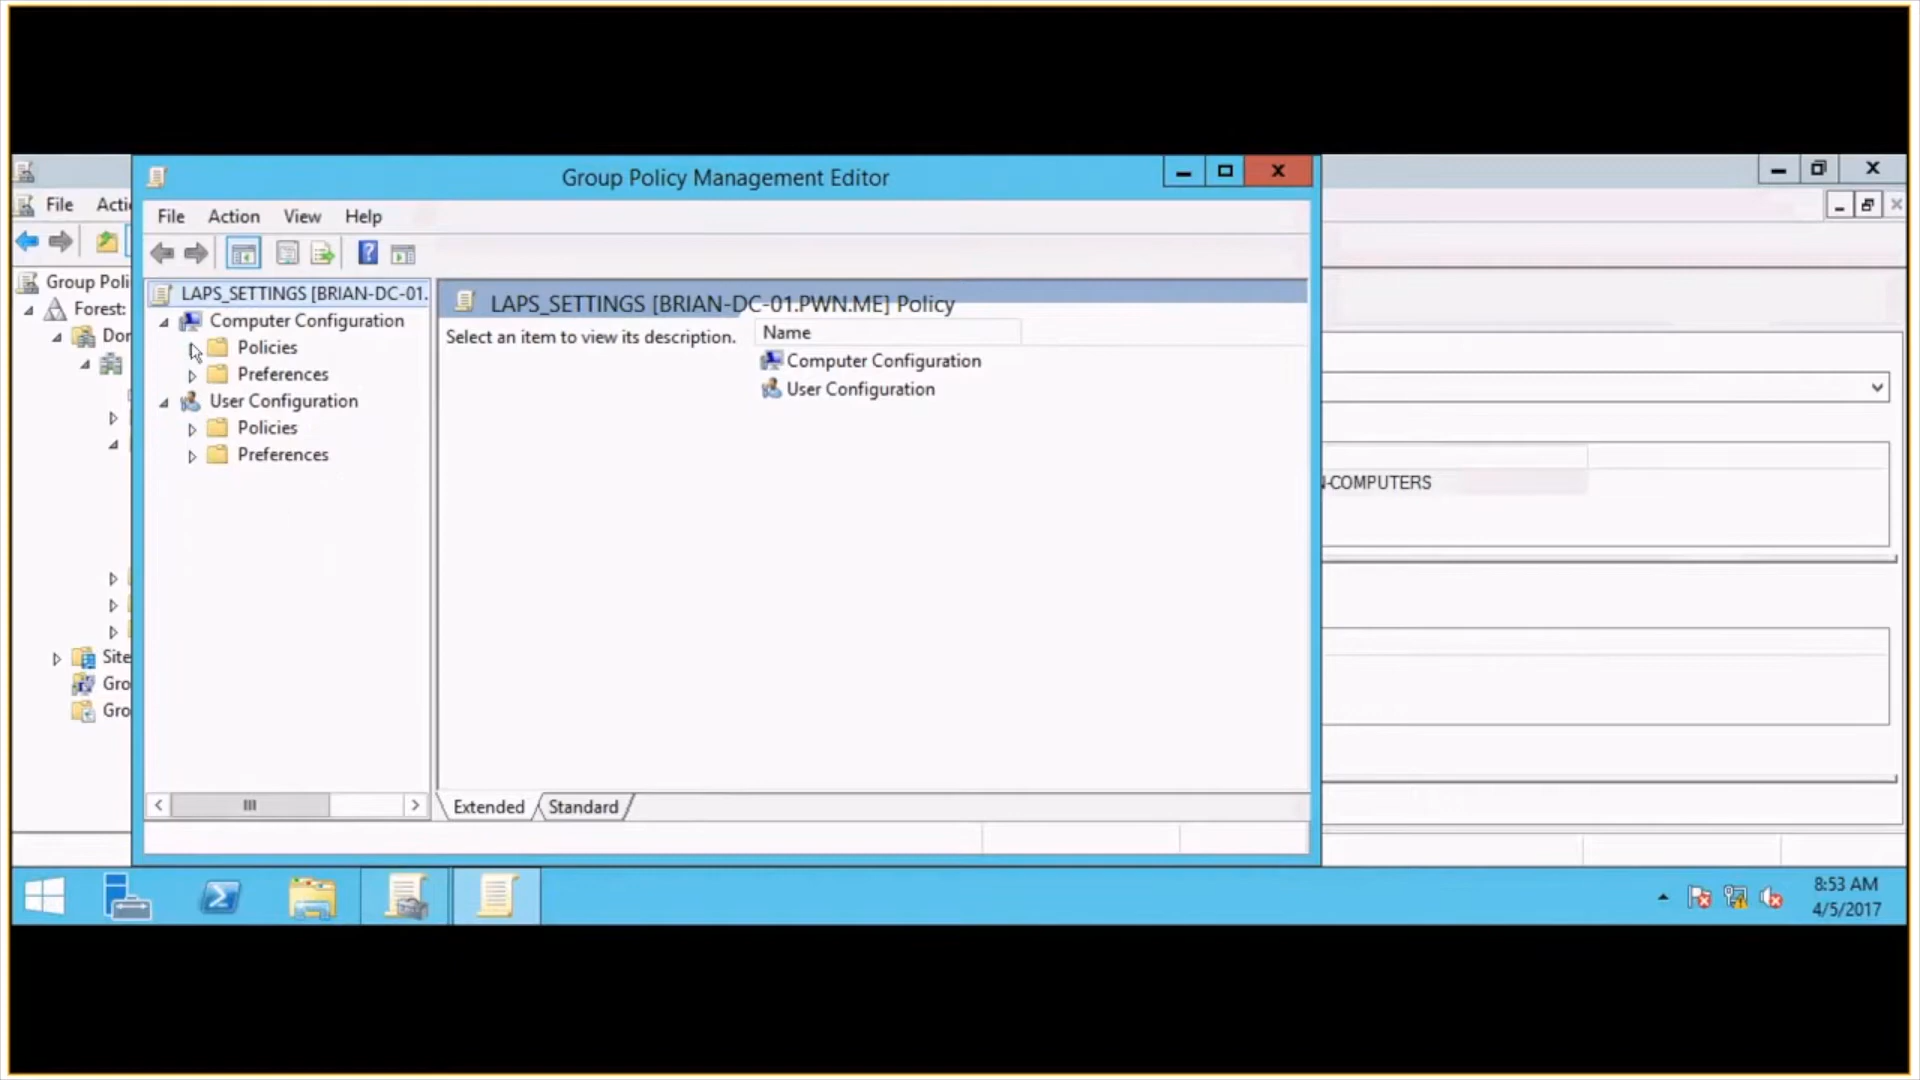 Group Policy Management Editor
File Acti
File Action View Help
Group Poli
Forest:
Dor
Site
Gro
Gro
LAPS_SETTINGS [BRIAN-DC-01.
Computer Configuration
Policies
Preferences
User Configuration
Policies
Preferences
LAPS_SETTINGS [BRIAN-DC-01.PWN.ME] Policy
Select an item to view its description.
Name
Computer Configuration
User Configuration
Extended Standard
-COMPUTERS
8:53 AM
4/5/2017